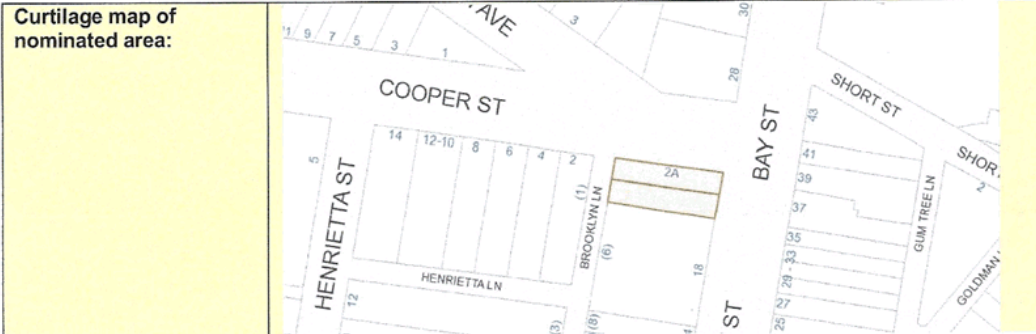 Curtilage map of
nominated area:
AVE
3
30
9
7
5
3
1
28
COOPER ST
SHORT ST
BAY ST
43
14
12-10
8
6
4
2
5
2A
41
SHOR
2
39
(1)
37
HENRIETTA ST
BROOKLYN LN
GUM TREE LN
(6)
35
29 - 33
18
HENRIETTA LN
GOLDMAN
12
27
ST
25
(3)
(8)